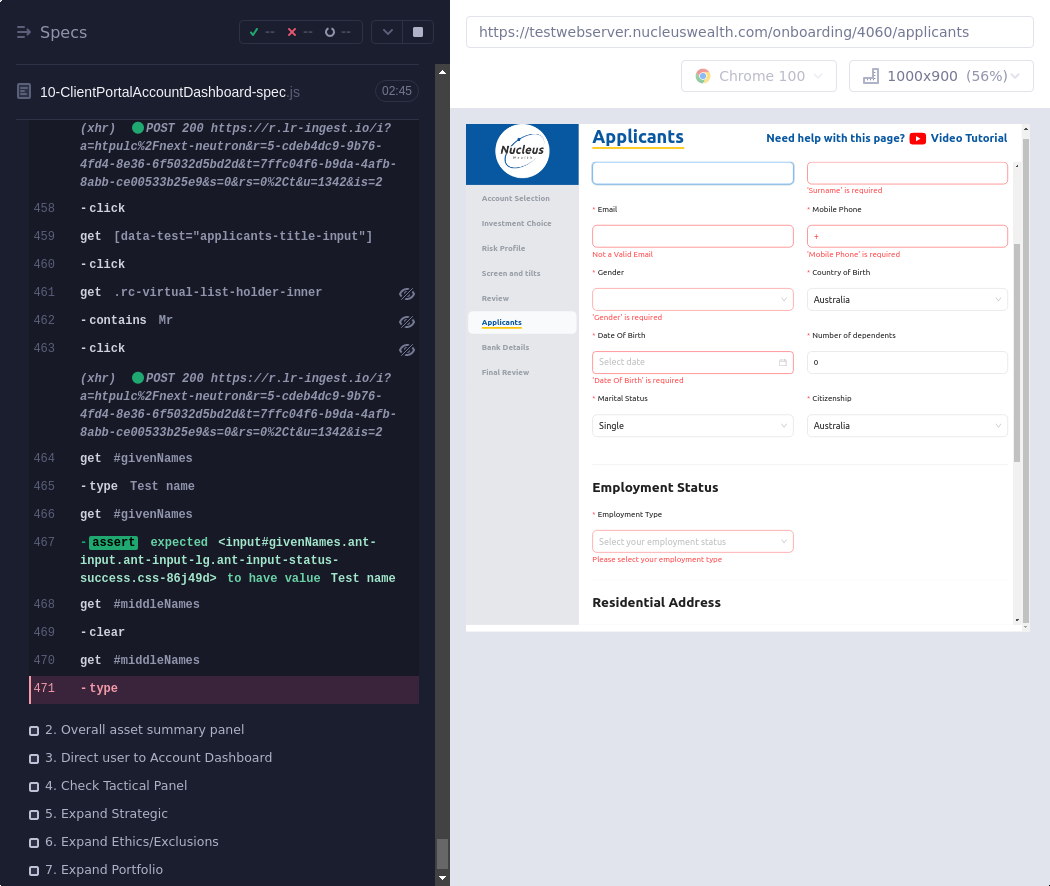 Specs
-- -- --
10-ClientPortalAccountDashboard-spec.js 02:45
(xhr) POST 200 https://r.lr-ingest.io/i?
a=htpulc%2Fnext-neutron&r=5-cdeb4dc9-9b76-
4fd4-8e36-6f5032d5bd2d&t=7ffc04f6-b9da-4afb-
8abb-ce00533b25e9&s=0&rs=0%2Ct&u=1342&is=2
458 -click
459 get [data-test="applicants-title-input"]
460 -click
461 get .rc-virtual-list-holder-inner
462 -contains Mr
463 -click
(xhr) POST 200 https://r.lr-ingest.io/i?
a=htpulc%2Fnext-neutron&r=5-cdeb4dc9-9b76-
4fd4-8e36-6f5032d5bd2d&t=7ffc04f6-b9da-4afb-
8abb-ce00533b25e9&s=0&rs=0%2Ct&u=1342&is=2
464 get #givenNames
465 -type Test name
466 get #givenNames
467 -assert expected <input#givenNames.ant-
input.ant-input-lg.ant-input-status-
success.css-86j49d> to have value Test name
468 get #middleNames
469 -clear
470 get #middleNames
471 -type
2. Overall asset summary panel
3. Direct user to Account Dashboard
4. Check Tactical Panel
5. Expand Strategic
6. Expand Ethics/Exclusions
7. Expand Portfolio
https://testwebserver.nucleuswealth.com/onboarding/4060/applicants
Chrome 100
1000x900 (56%)
Nucleus
Wealth
Account Selection
Investment Choice
Risk Profile
Screen and tilts
Review
Applicants
Bank Details
Final Review
Applicants
Need help with this page? Video Tutorial
'Surname' is required
* Email
* Mobile Phone
+
Not a Valid Email
'Mobile Phone' is required
* Gender
* Country of Birth
Australia
'Gender' is required
* Date Of Birth
* Number of dependents
Select date
0
'Date Of Birth' is required
* Marital Status
* Citizenship
Single
Australia
Employment Status
* Employment Type
Select your employment status
Please select your employment type
Residential Address